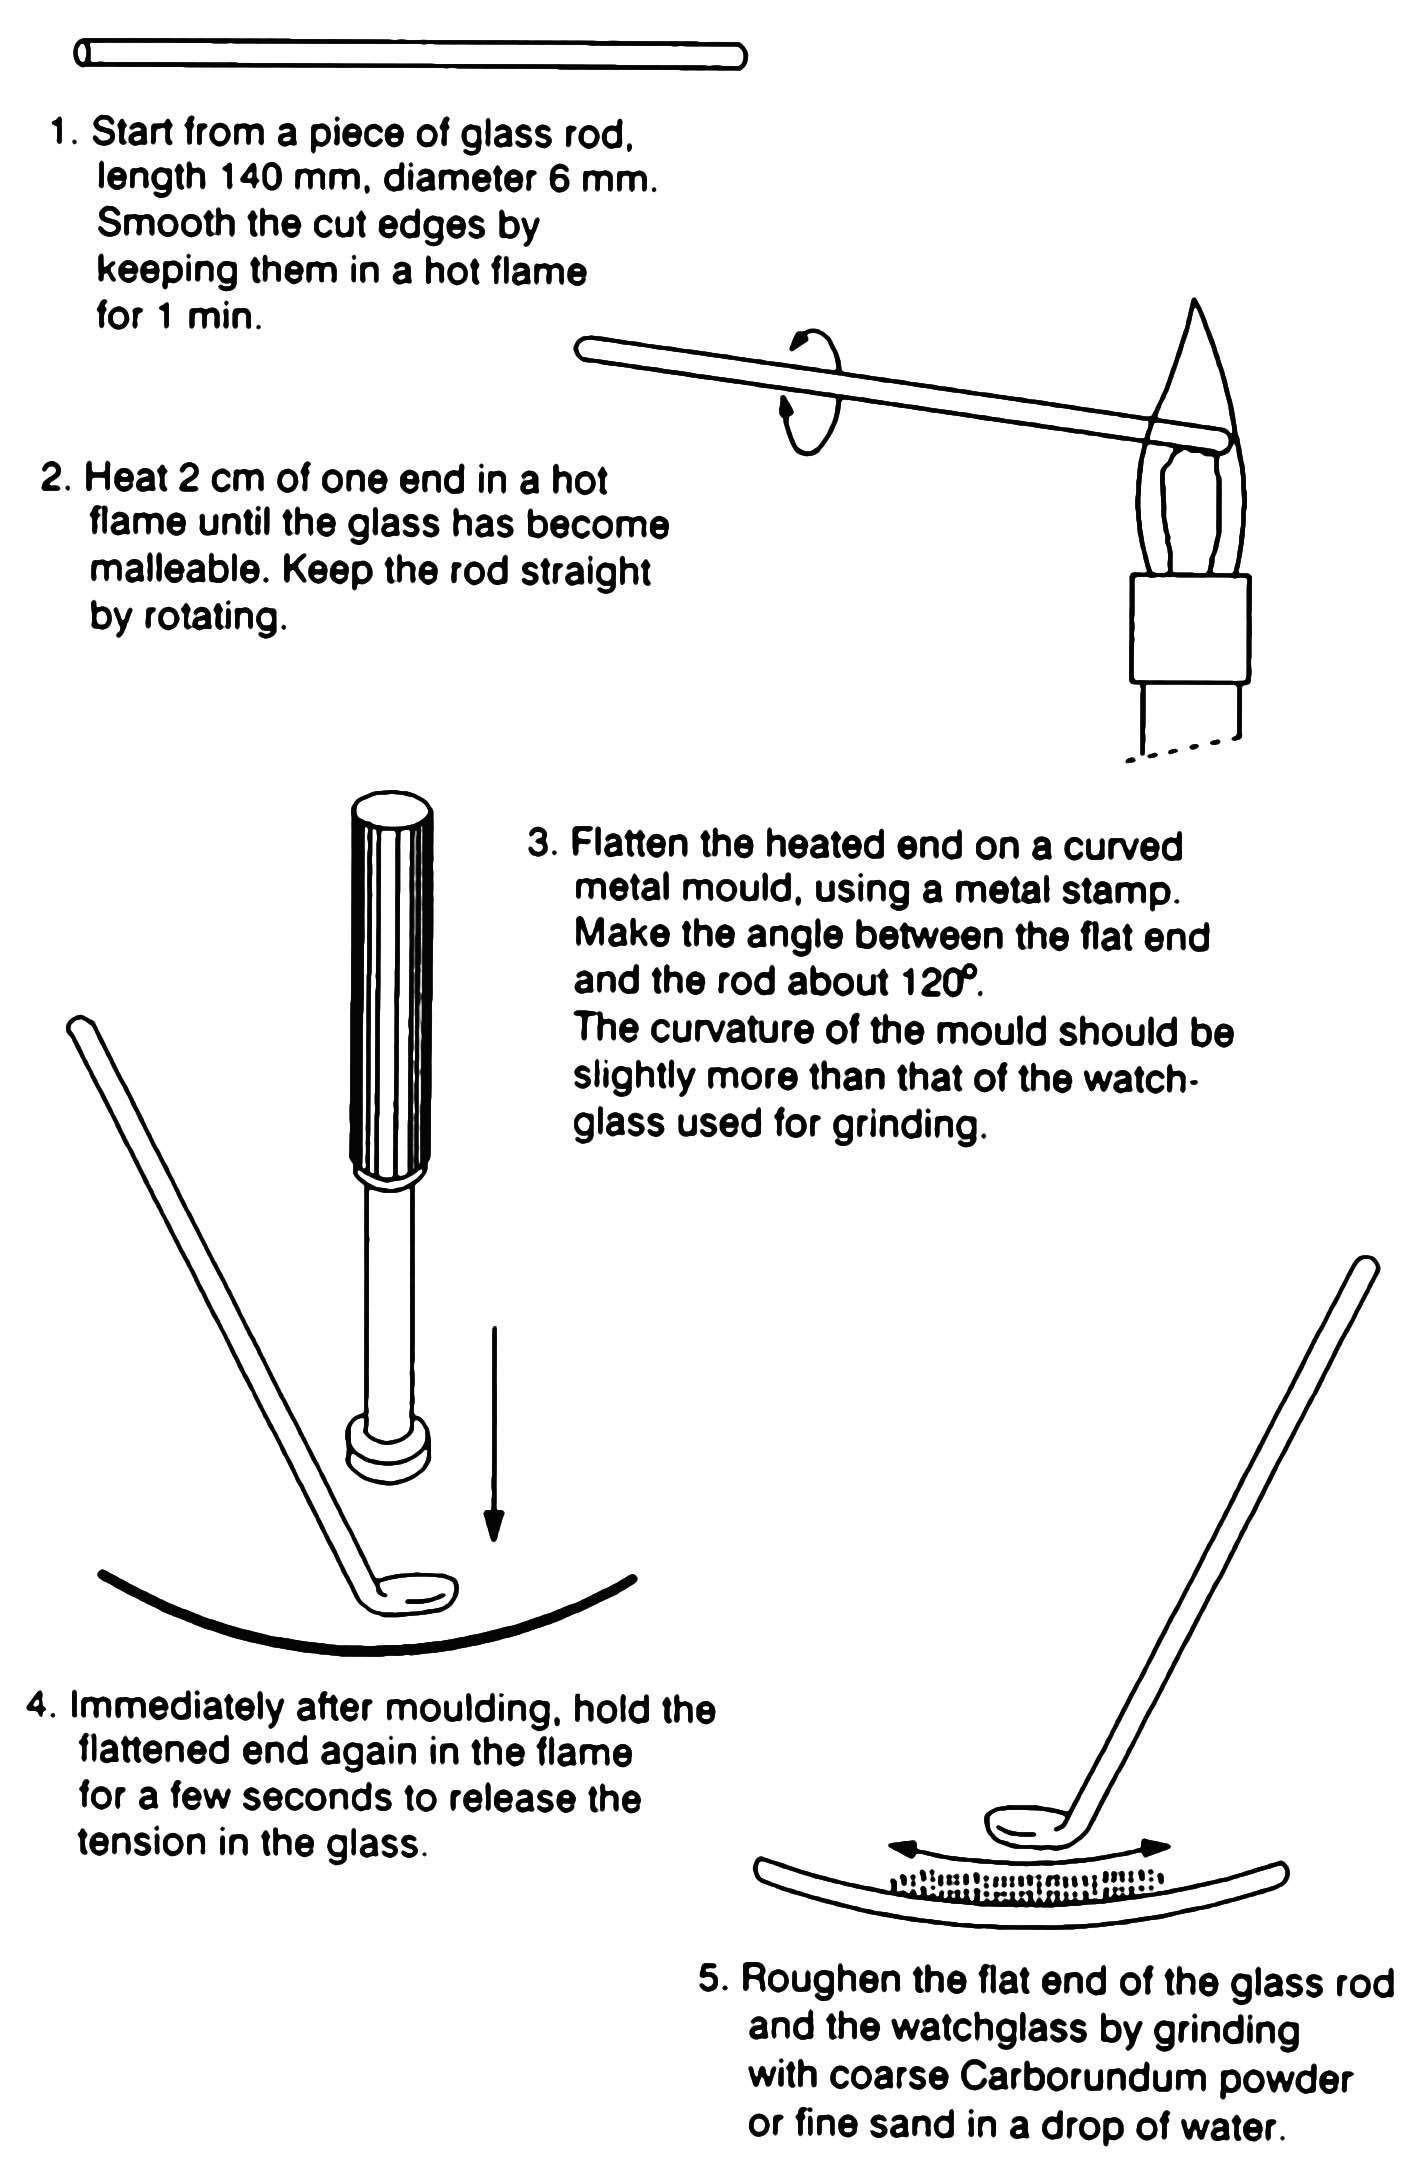 1. Start from a piece of glass rod,
length 140 mm, diameter 6 mm.
Smooth the cut edges by
keeping them in a hot flame
for 1 min.
2. Heat 2 cm of one end in a hot
flame until the glass has become
malleable. Keep the rod straight
by rotating.
3. Flatten the heated end on a curved
metal mould, using a metal stamp.
Make the angle between the flat end
and the rod about 120°.
The curvature of the mould should be
slightly more than that of the watch-
glass used for grinding.
4. Immediately after moulding, hold the
flattened end again in the flame
for a few seconds to release the
tension in the glass.
5. Roughen the flat end of the glass rod
and the watchglass by grinding
with coarse Carborundum powder
or fine sand in a drop of water.